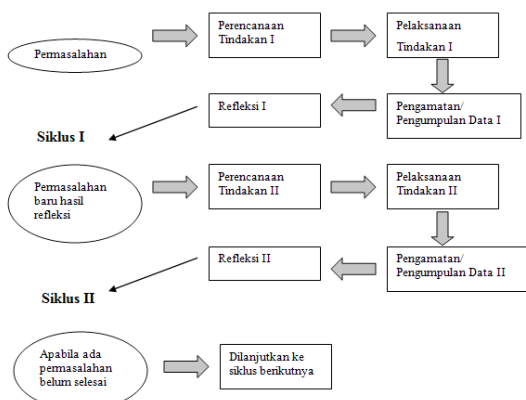 Permasalahan
Perencanaan
Tindakan I
Pelaksanaan
Tindakan I
Refleksi I
Pengamatan/
Pengumpulan Data I
Siklus I
Permasalahan
baru hasil
refleksi
Perencanaan
Tindakan II
Pelaksanaan
Tindakan II
Refleksi II
Pengamatan/
Pengumpulan Data II
Siklus II
Apabila ada
permasalahan
belum selesai
Dilanjutkan ke
siklus berikutnya